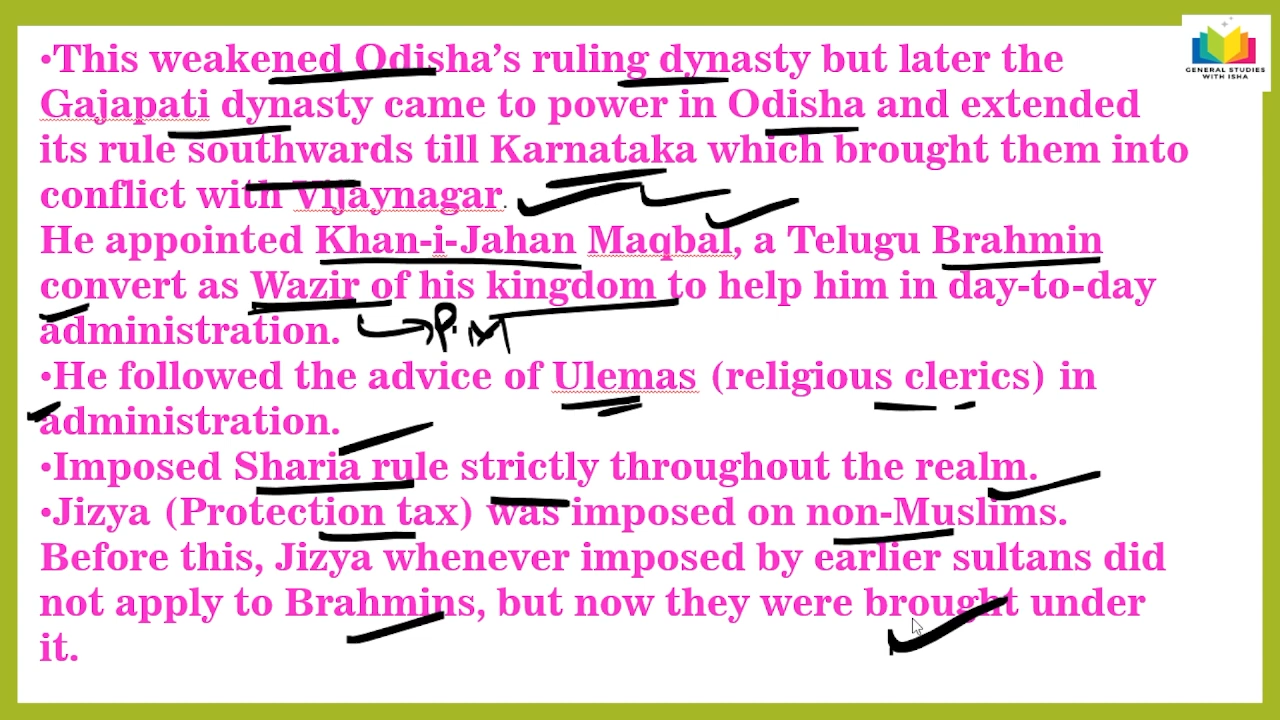 •This weakened Odisha's ruling dynasty but later the
Gajapati dynasty came to power in Odisha and extended
its rule southwards till Karnataka which brought them into
conflict with Vijaynagar.
He appointed Khan-i-Jahan Maqbal, a Telugu Brahmin
convert as Wazir of his kingdom to help him in day-to-day
administration.
P.M
•He followed the advice of Ulemas (religious clerics) in
administration.
•Imposed Sharia rule strictly throughout the realm.
•Jizya (Protection tax) was imposed on non-Muslims.
Before this, Jizya whenever imposed by earlier sultans did
not apply to Brahmins, but now they were brought under
it.
GENERAL STUDIES
WITH ISHA